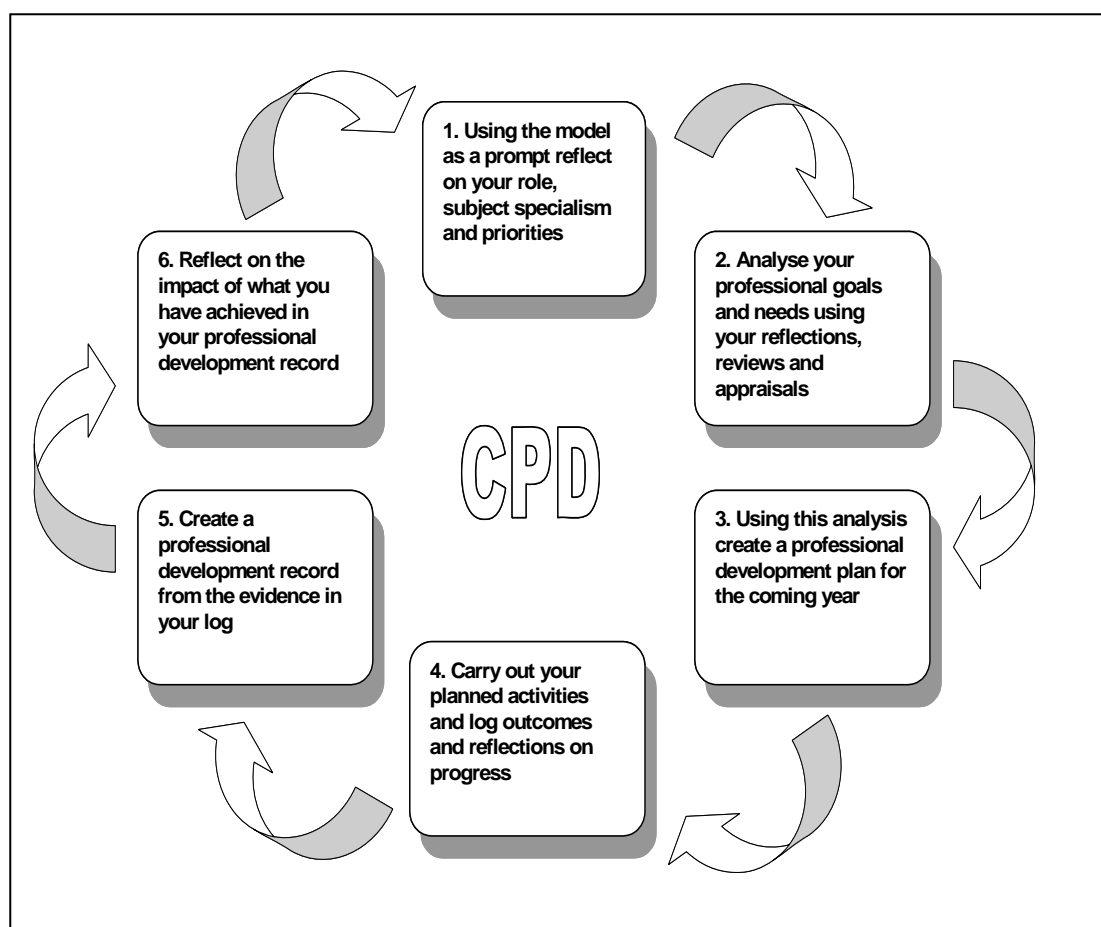 1. Using the model
as a prompt reflect
on your role,
subject specialism
and priorities
2. Analyse your
professional goals
and needs using
your reflections,
reviews and
appraisals
3. Using this analysis
create a professional
development plan for
the coming year
4. Carry out your
planned activities
and log outcomes
and reflections on
progress
5. Create a
professional
development record
from the evidence in
your log
6. Reflect on the
impact of what you
have achieved in
your professional
development record
CPD